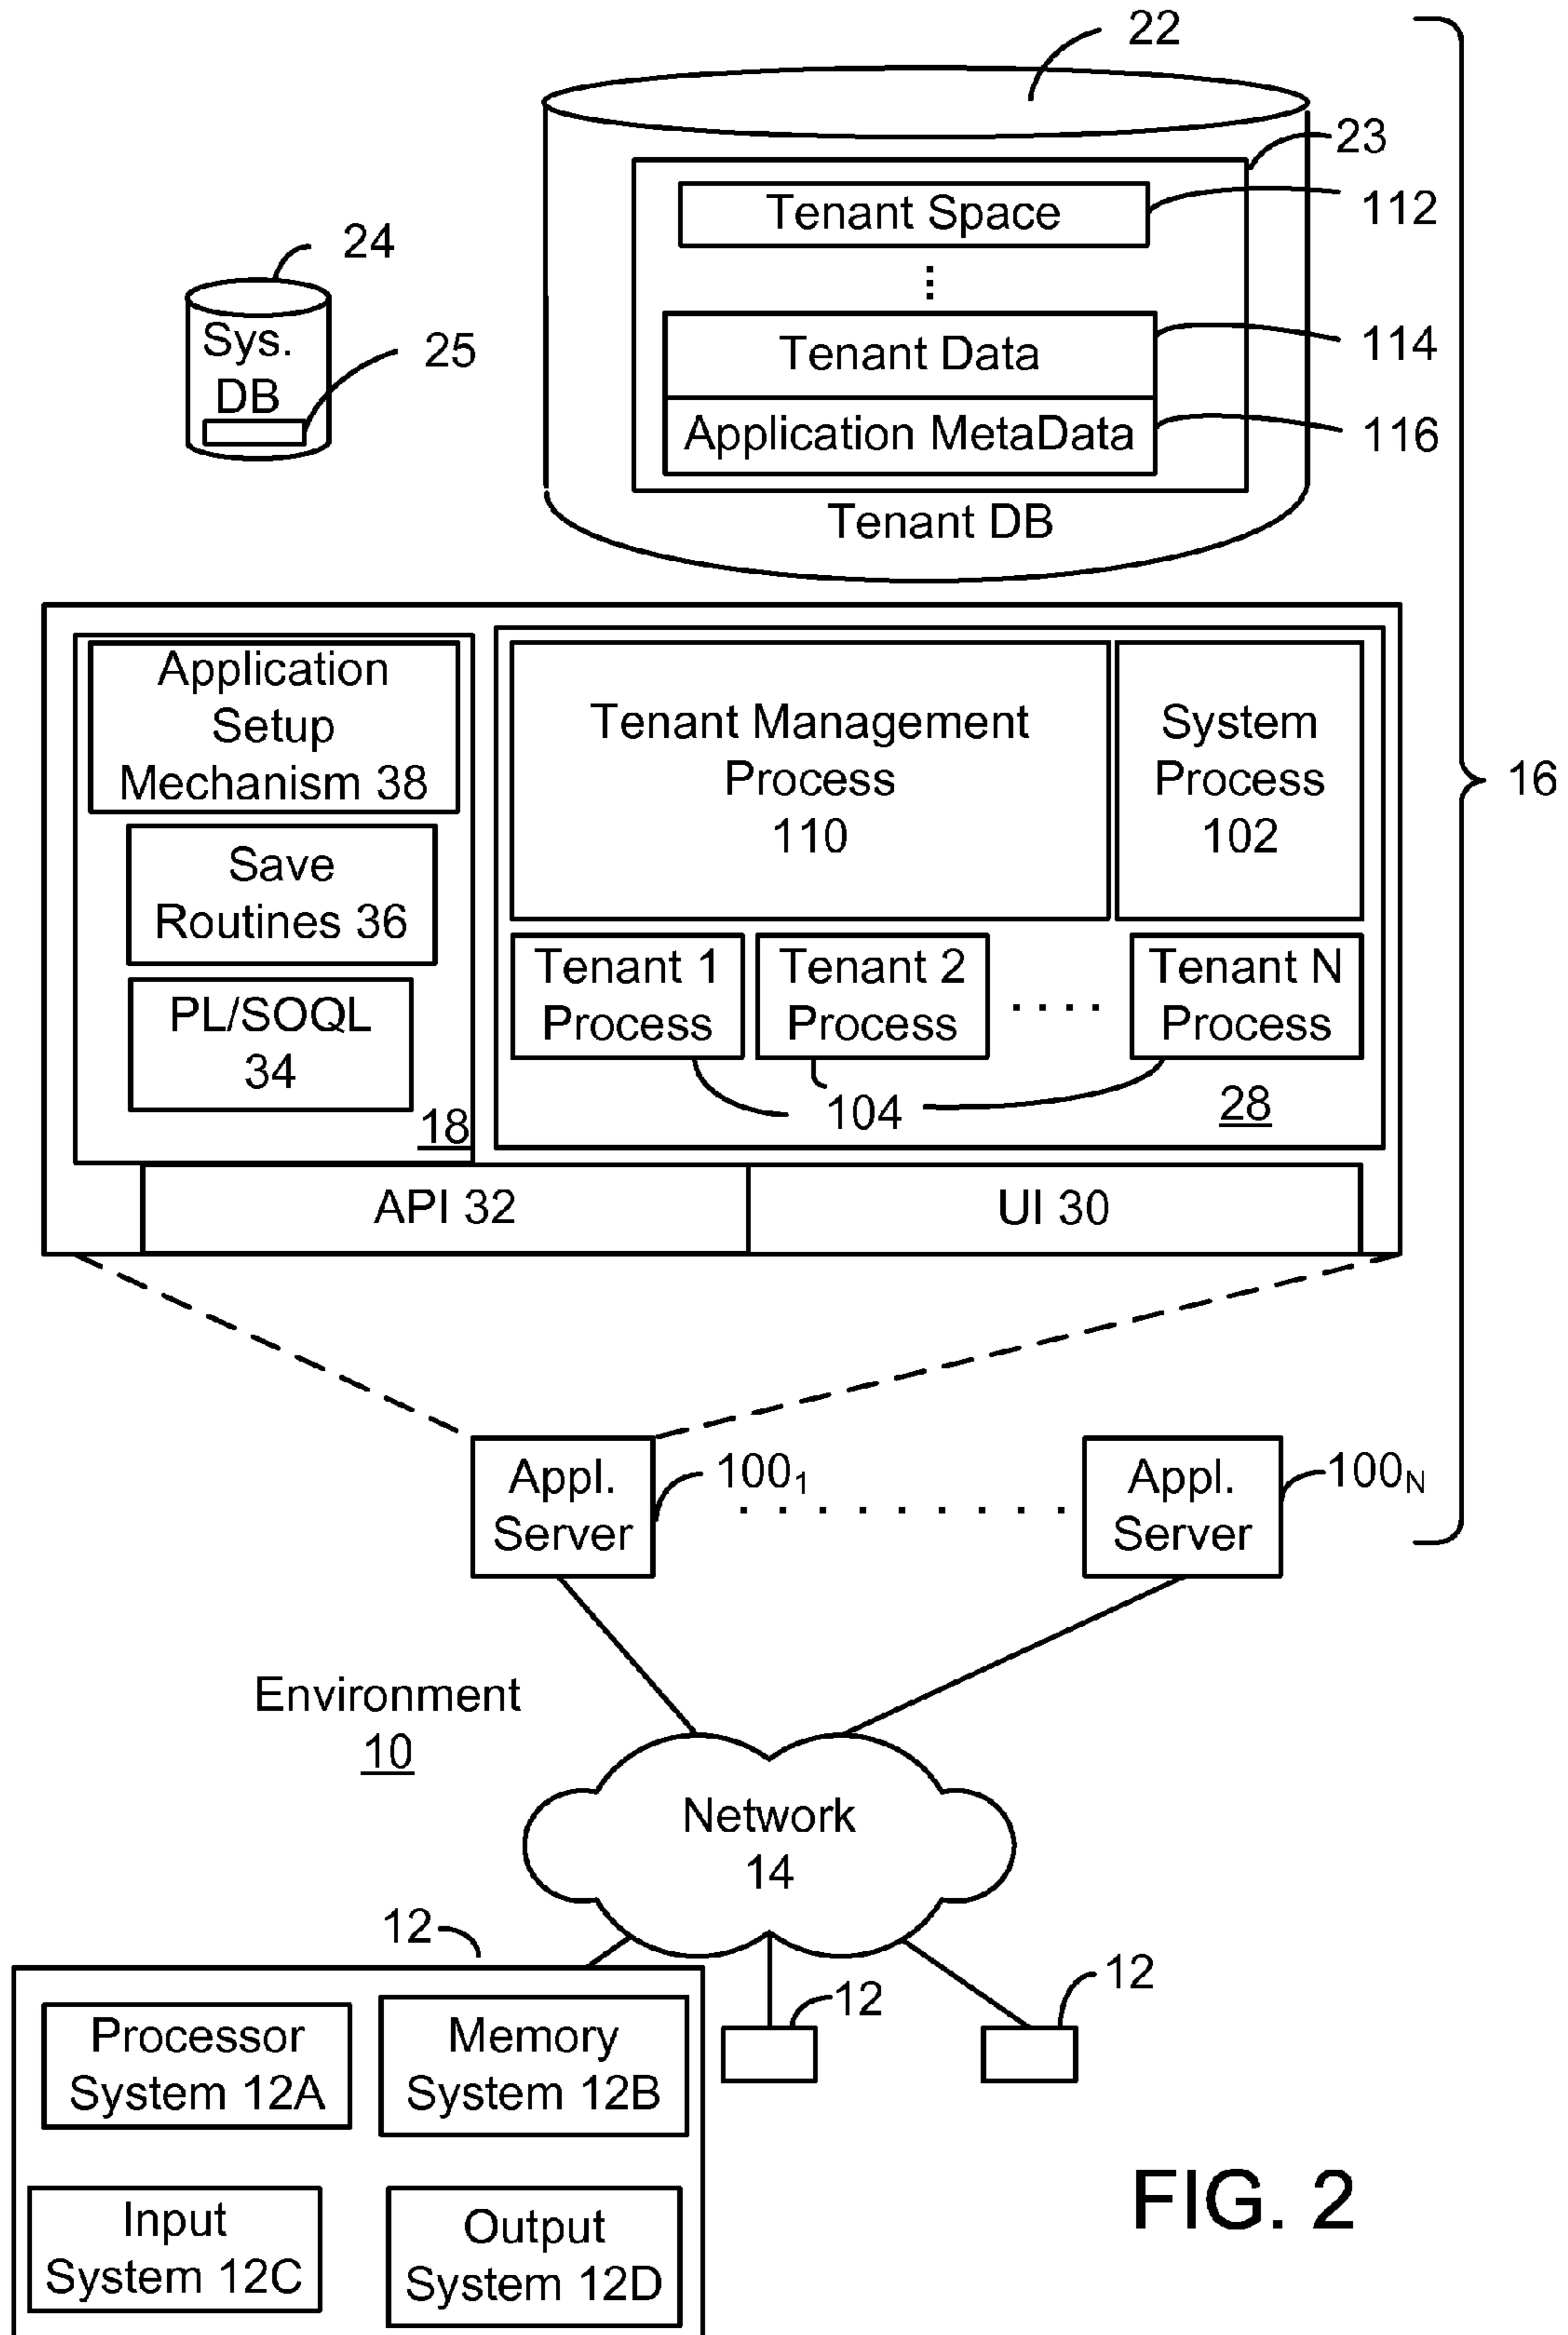 22
23
Tenant Space
112
24
Tenant Data
114
Sys.
DB
25
Application MetaData
116
Tenant DB
Application
Setup
Mechanism 38
Tenant Management
Process
110
System
Process
102
16
Save
Routines 36
Tenant 1
Process
Tenant 2
Process
. . . .
Tenant N
Process
PL/SOQL
34
18
104
28
API 32
UI 30
Appl.
Server
100₁
. . . . . . . . .
Appl.
Server
100N
Environment
10
Network
14
12
12
12
Processor
System 12A
Memory
System 12B
Input
System 12C
Output
System 12D
FIG. 2